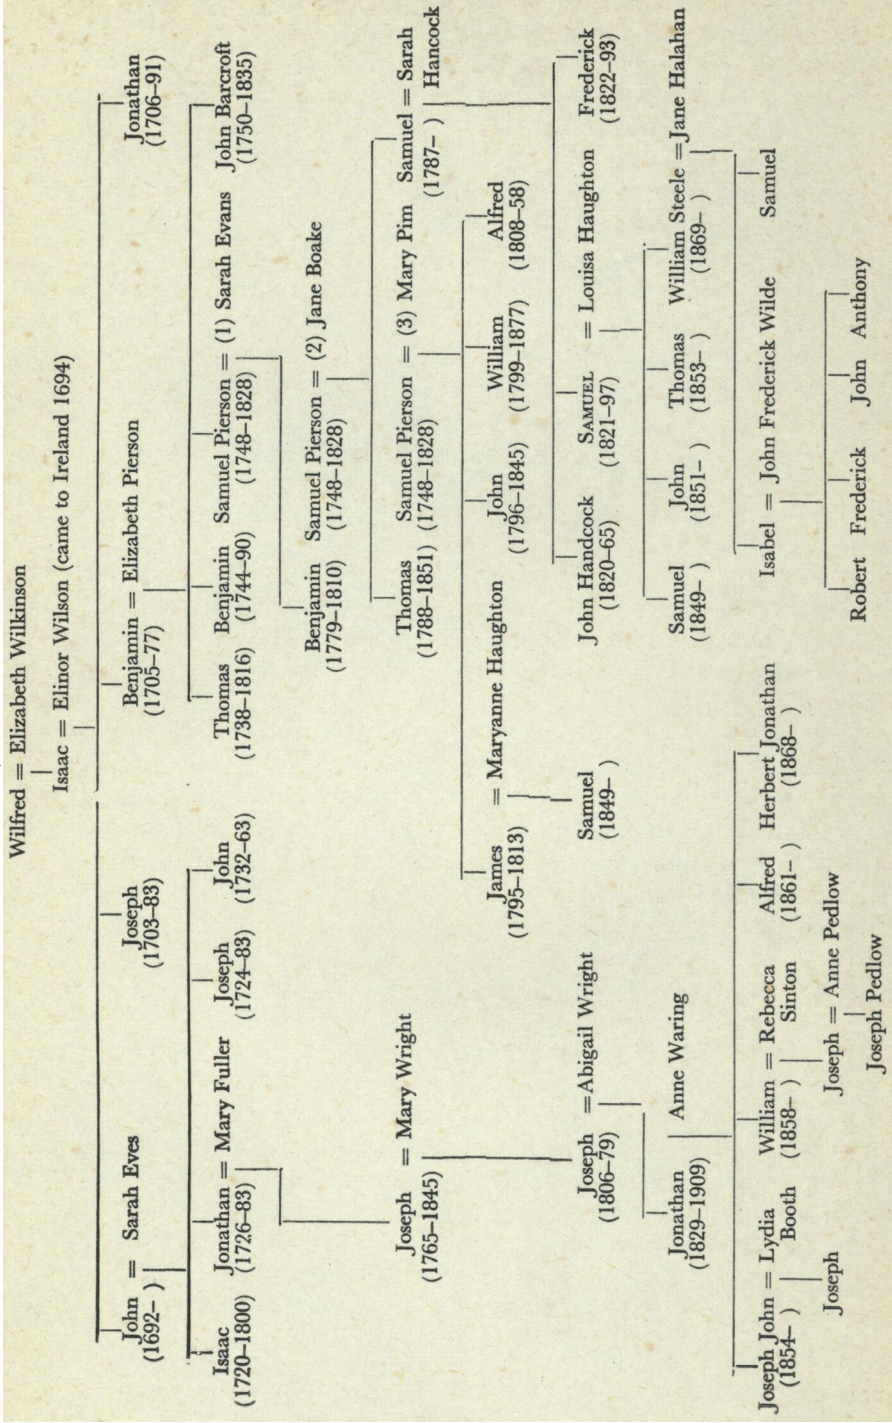 Wilfred = Elizabeth Wilkinson
Isaac = Elinor Wilson (came to Ireland 1694)
John = Sarah Eves
(1692– )
Joseph
(1703–83)
Benjamin = Elizabeth Pierson
(1705–77)
Jonathan
(1706–91)
Isaac
(1720–1800)
Jonathan = Mary Fuller
(1726–83)
Joseph
(1724–83)
John
(1732–63)
Thomas
(1738–1816)
Benjamin
(1744–90)
Samuel Pierson = (1) Sarah Evans
(1748–1828)
John Barcroft
(1750–1835)
Benjamin
(1779–1810)
Samuel Pierson = (2) Jane Boake
(1748–1828)
Joseph = Mary Wright
(1765–1845)
Thomas
(1788–1851)
Samuel Pierson = (3) Mary Pim
(1748–1828)
Samuel = Sarah
(1787– ) Hancock
James = Maryanne Haughton
(1795–1813)
John
(1796–1845)
William
(1799–1877)
Alfred
(1808–58)
Joseph =Abigail Wright
(1806–79)
Samuel
(1849– )
John Handcock
(1820–65)
SAMUEL = Louisa Haughton
(1821–97)
Frederick
(1822–93)
Jonathan Anne Waring
(1829–1909)
Samuel
(1849– )
John
(1851– )
Thomas
(1853– )
William Steele =Jane Halahan
(1869– )
Joseph John = Lydia
(1854– ) Booth
William = Rebecca
(1858– ) Sinton
Alfred
(1861– )
Herbert Jonathan
(1868– )
Isabel = John Frederick Wilde
Samuel
Joseph
Joseph = Anne Pedlow
Joseph Pedlow
Robert Frederick John Anthony